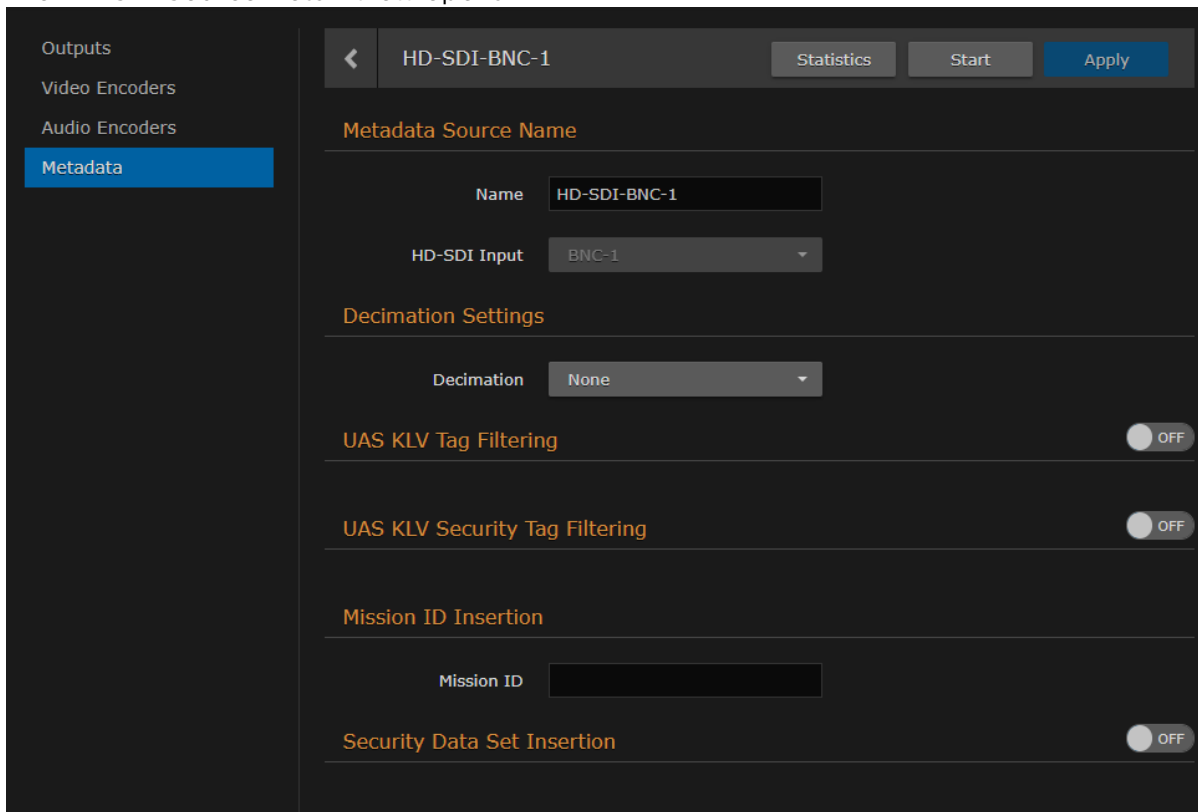 Outputs
Video Encoders
Audio Encoders
Metadata
HD-SDI-BNC-1
Statistics
Start
Apply
Metadata Source Name
Name
HD-SDI-BNC-1
HD-SDI Input
BNC-1
Decimation Settings
Decimation
None
UAS KLV Tag Filtering
OFF
UAS KLV Security Tag Filtering
OFF
Mission ID Insertion
Mission ID
Security Data Set Insertion
OFF